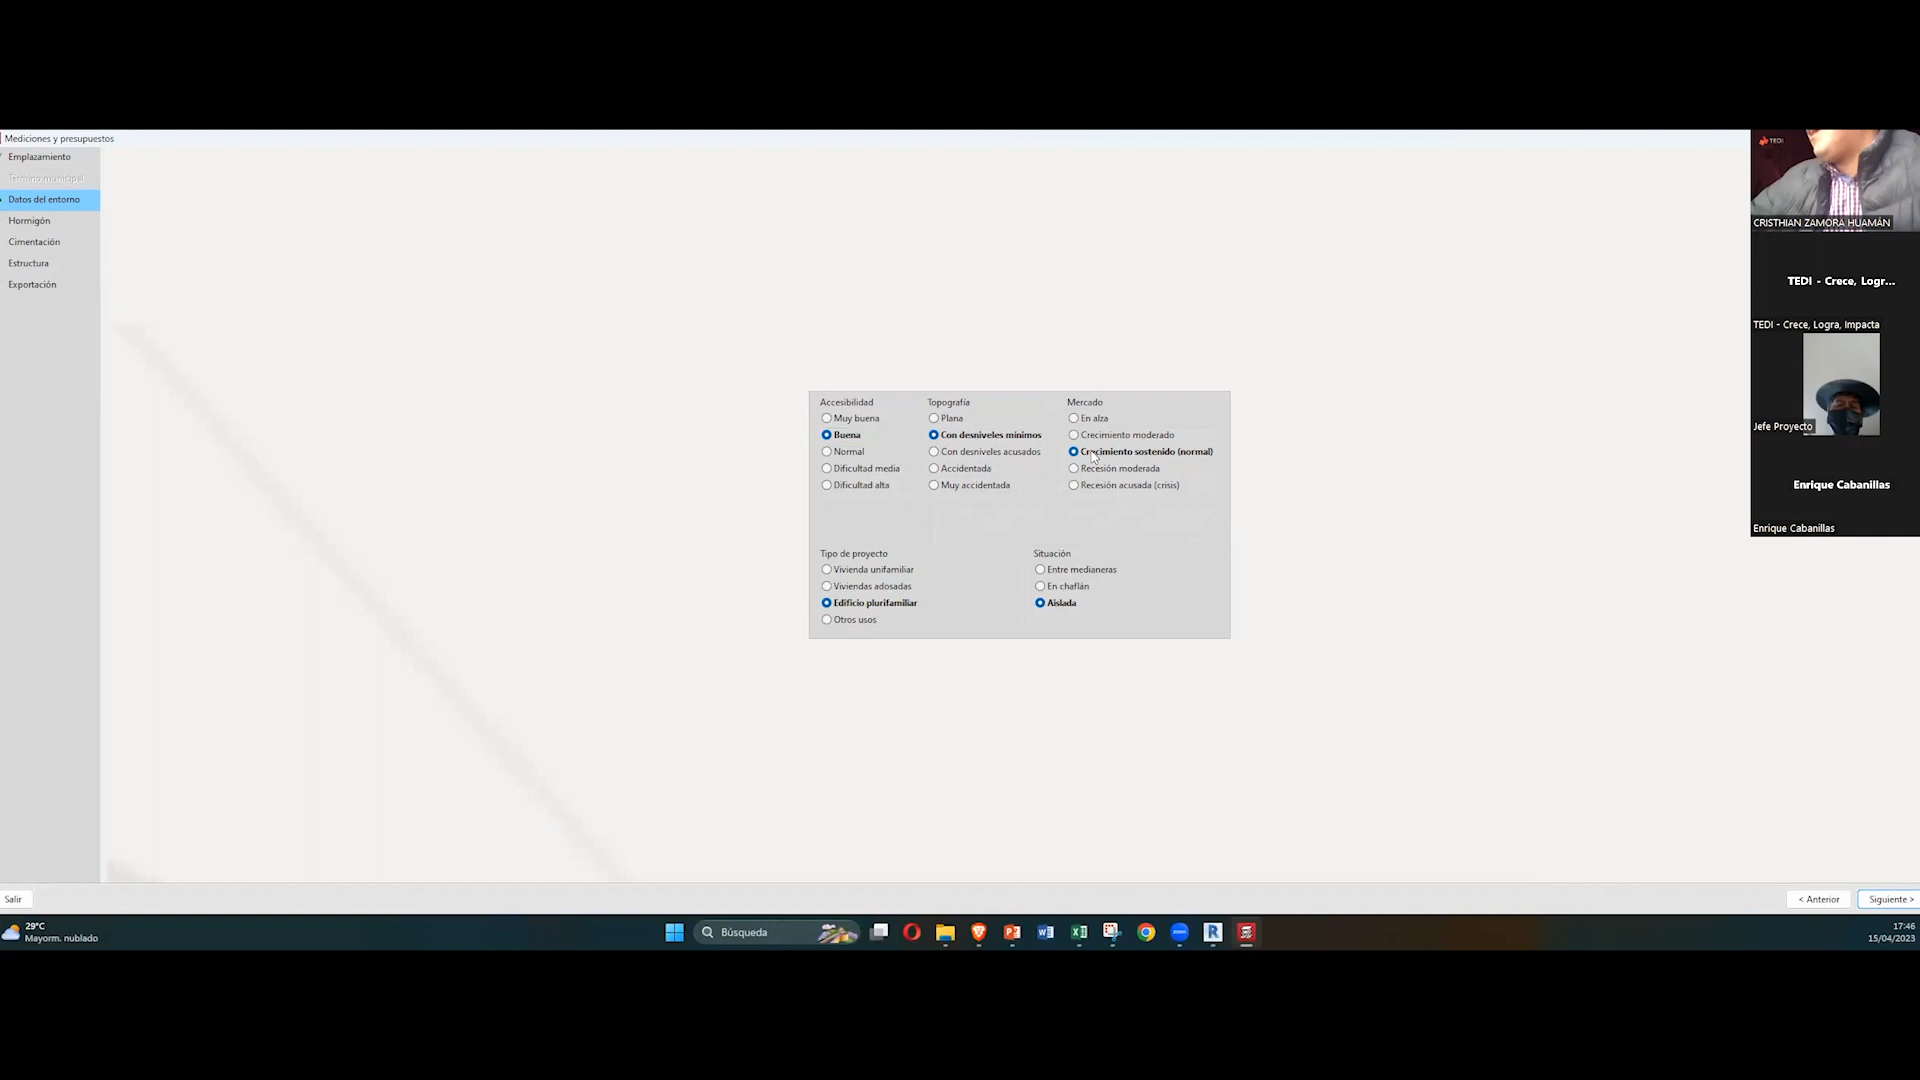 Mediciones y presupuestos
Emplazamiento
Término municipal
Datos del entorno
Hormigón
Cimentación
Estructura
Exportación
Accesibilidad
Muy buena
Buena
Normal
Dificultad media
Dificultad alta
Topografía
Plana
Con desniveles mínimos
Con desniveles acusados
Accidentada
Muy accidentada
Mercado
En alza
Crecimiento moderado
Crecimiento sostenido (normal)
Recesión moderada
Recesión acusada (crisis)
Tipo de proyecto
Vivienda unifamiliar
Viviendas adosadas
Edificio plurifamiliar
Otros usos
Situación
Entre medianeras
En chaflán
Aislada
TEDI
CRISTHIAN ZAMORA HUAMÁN
TEDI - Crece, Logr...
TEDI - Crece, Logra, Impacta
Jefe Proyecto
Enrique Cabanillas
Enrique Cabanillas
Salir
< Anterior
Siguiente >
29°C
Mayorm. nublado
Búsqueda
17:46
15/04/2023